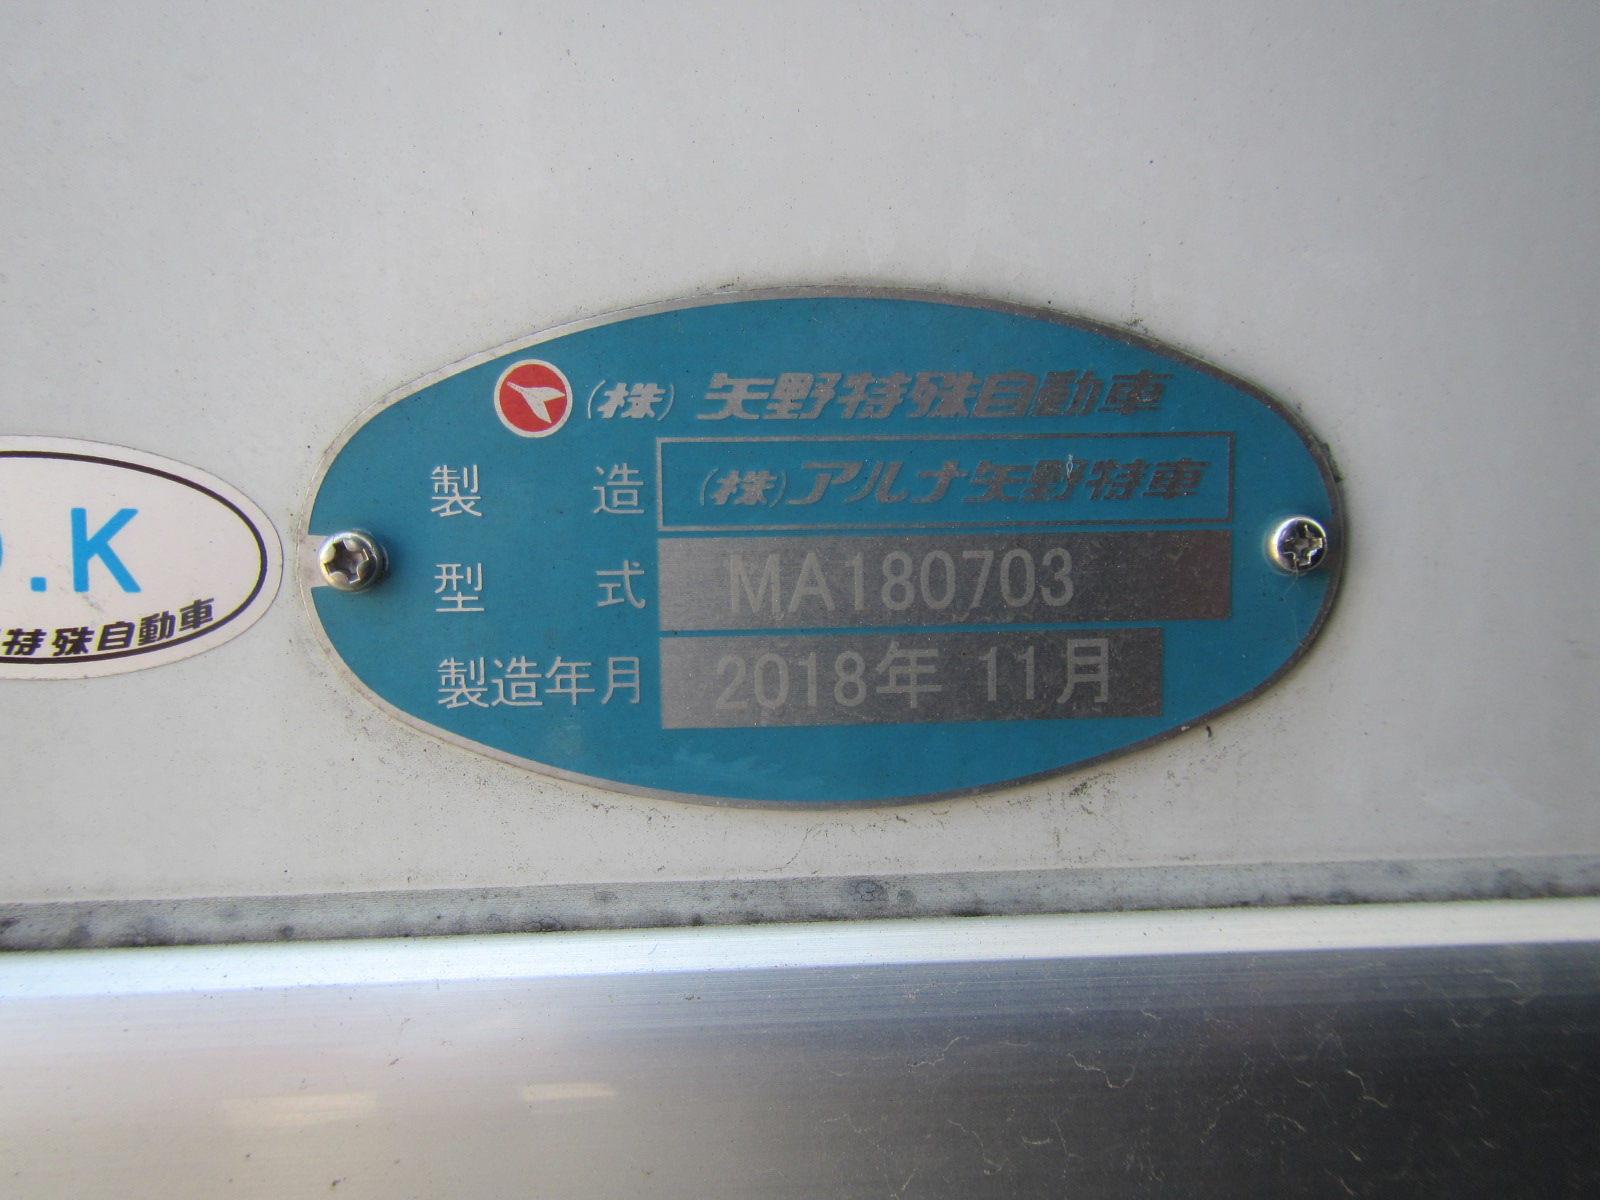 (株)矢野特殊自動車
製造 (株)アルナ矢野特車
型式 MA180703
製造年月 2018年 11月
.K
特殊自動車